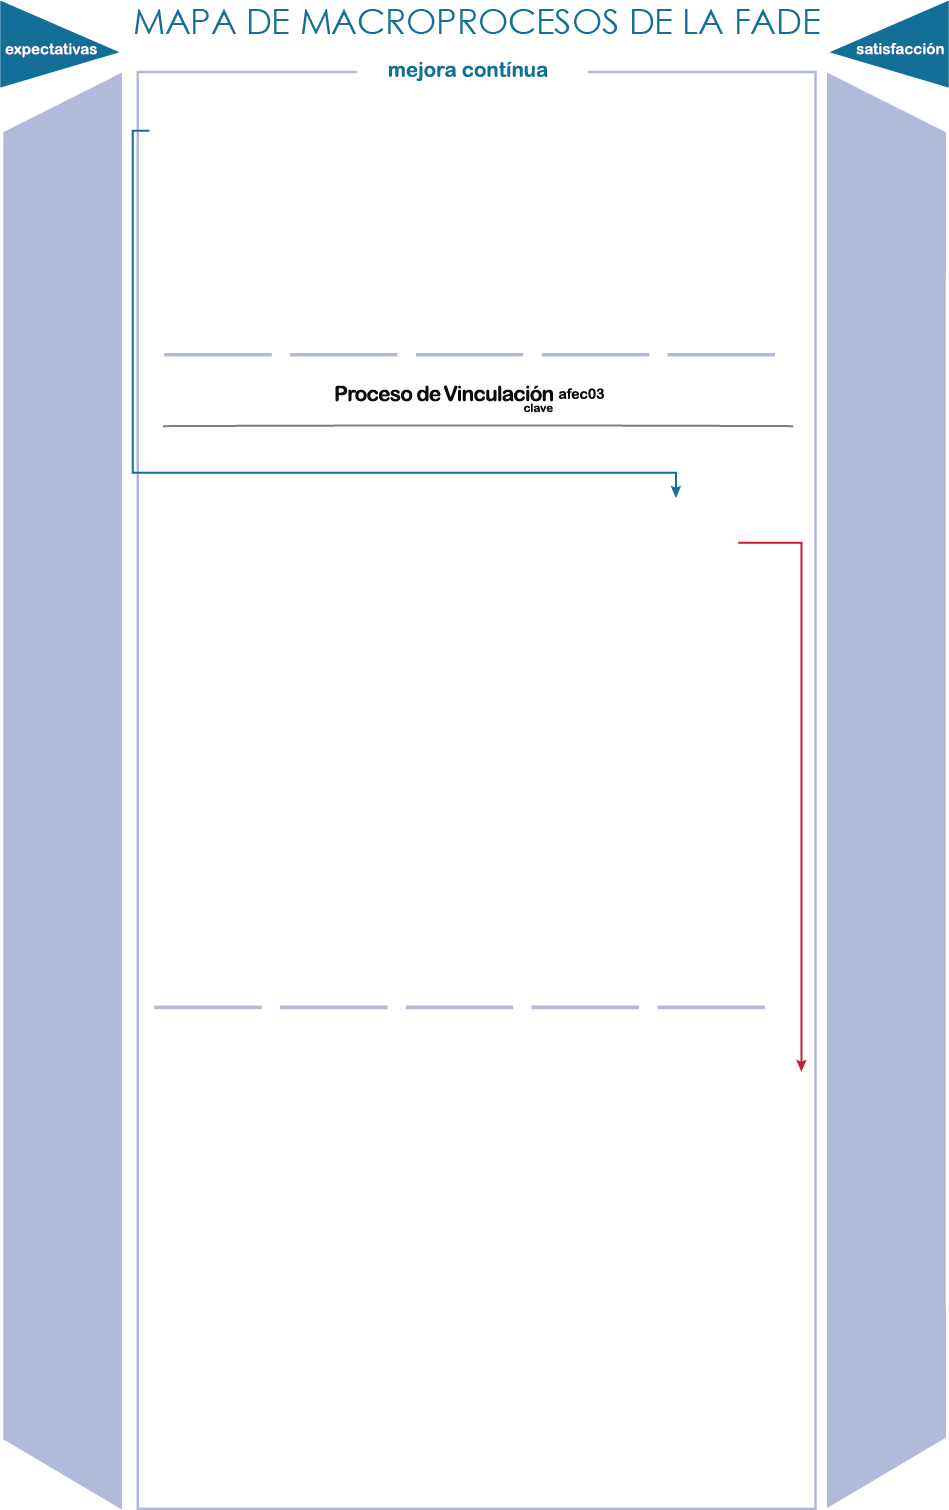 MAPA DE MACROPROCESOS DE LA FADE
expectativas
satisfacción
mejora contínua
Proceso de Vinculación afec03
clave